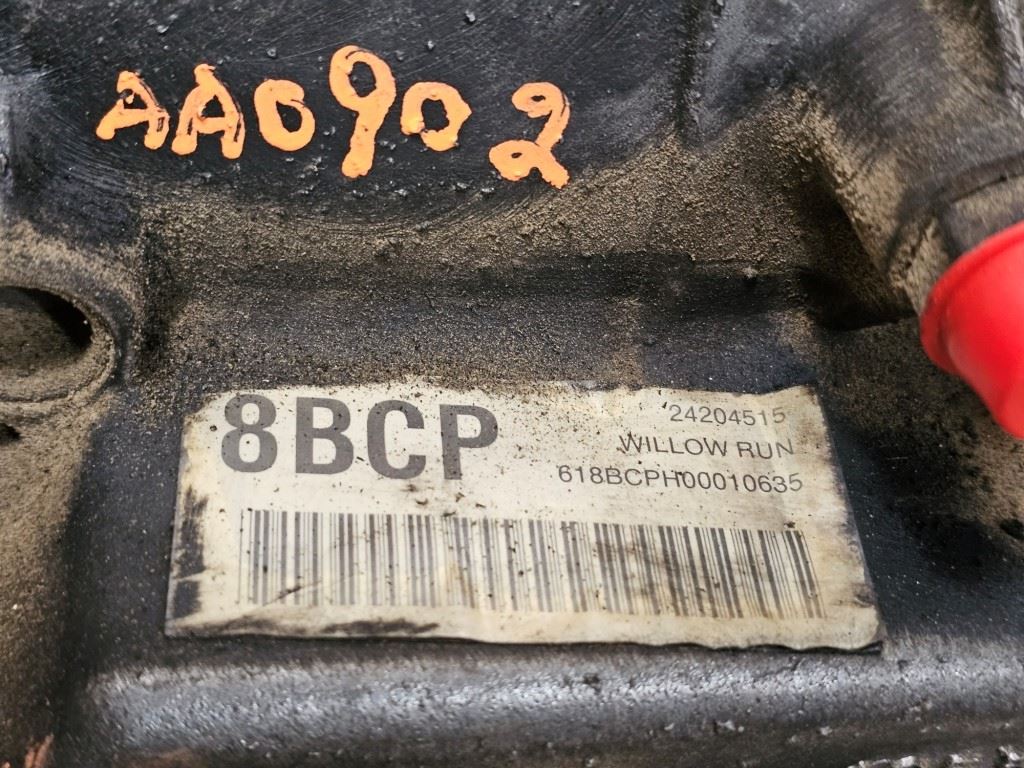 AA0902
8BCP
24204515
WILLOW RUN
618BCPH00010635